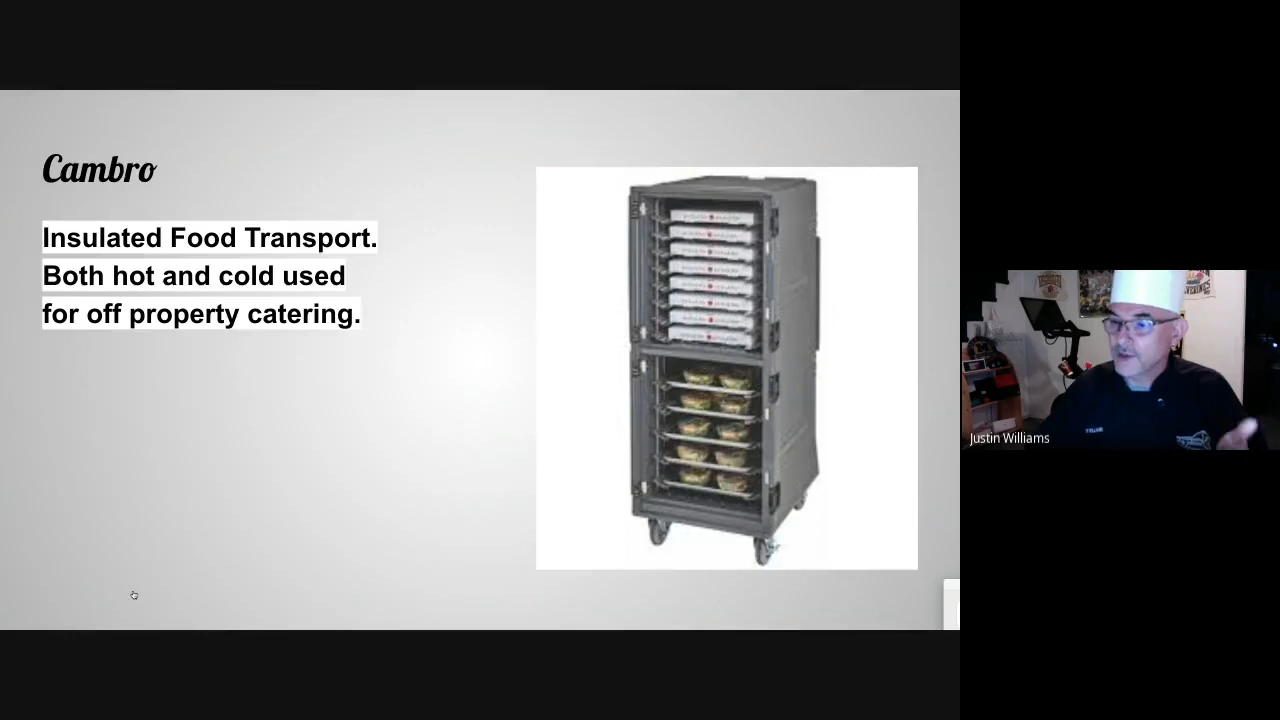 Cambro
Insulated Food Transport.
Both hot and cold used
for off property catering.
Justin Williams